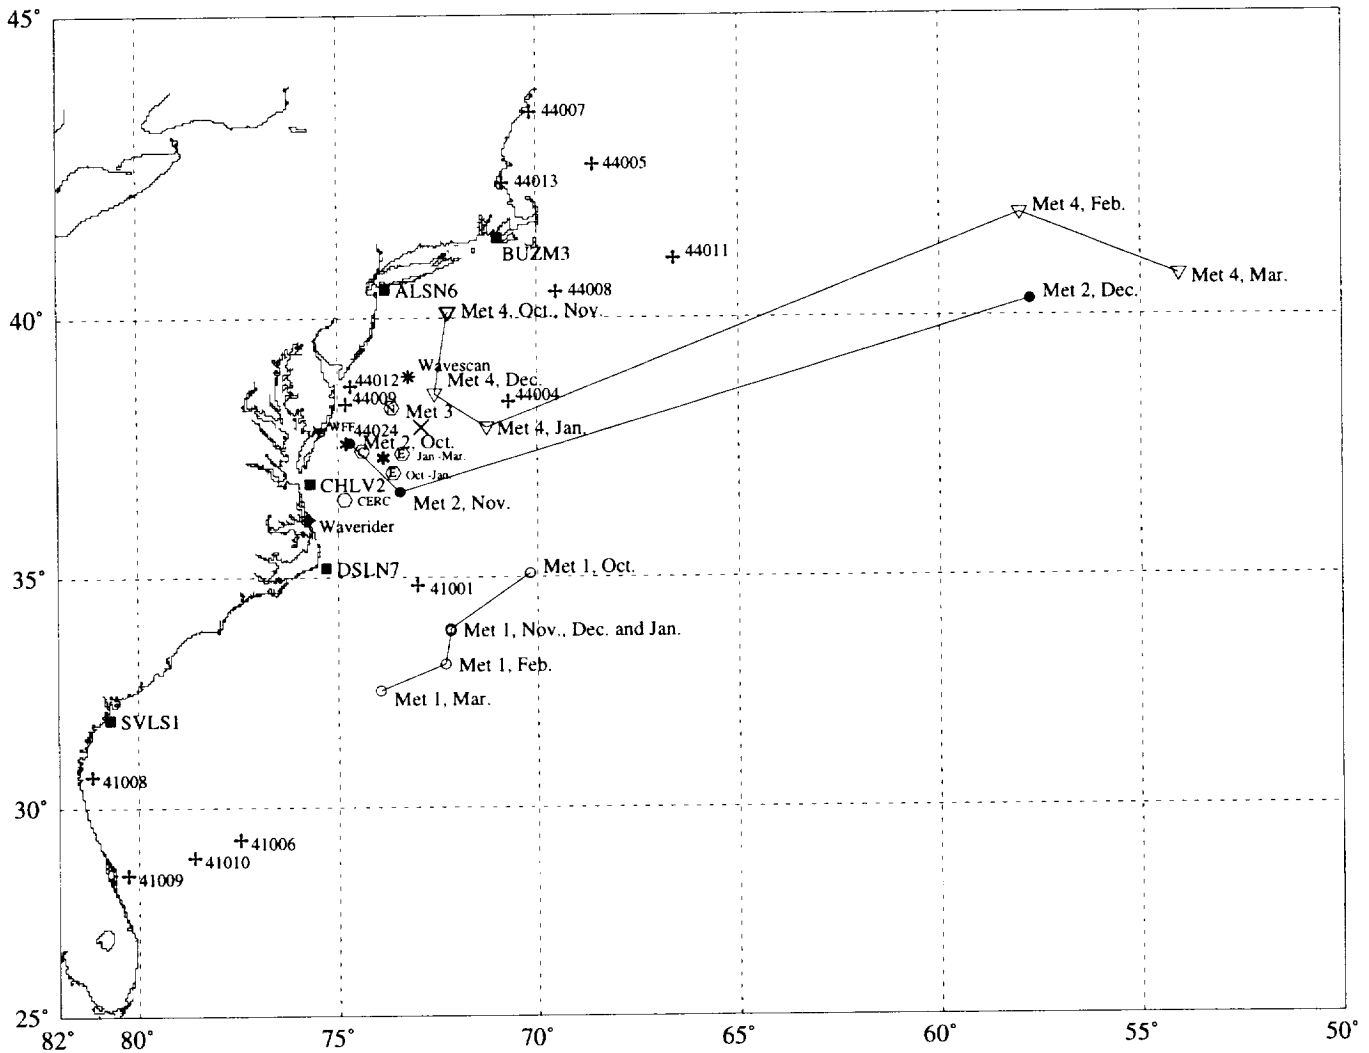 45°
44007
44005
44013
Met 4, Feb.
BUZM3
44011
Met 4, Mar.
ALSN6
44008
Met 2, Dec.
Met 4, Oct., Nov.
40°
Wavescan
44012
Met 4, Dec.
44004
44009
N
Met 3
WFF
44024
Met 4, Jan.
Met 2, Oct.
E
Jan -Mar.
E
Oct -Jan.
CHLV2
CERC
Met 2, Nov.
Waverider
DSLN7
Met 1, Oct.
35°
41001
Met 1, Nov., Dec. and Jan.
Met 1, Feb.
Met 1, Mar.
SVLS1
41008
30°
41006
41010
41009
25°
82 80° 75° 70° 65° 60° 55° 50°